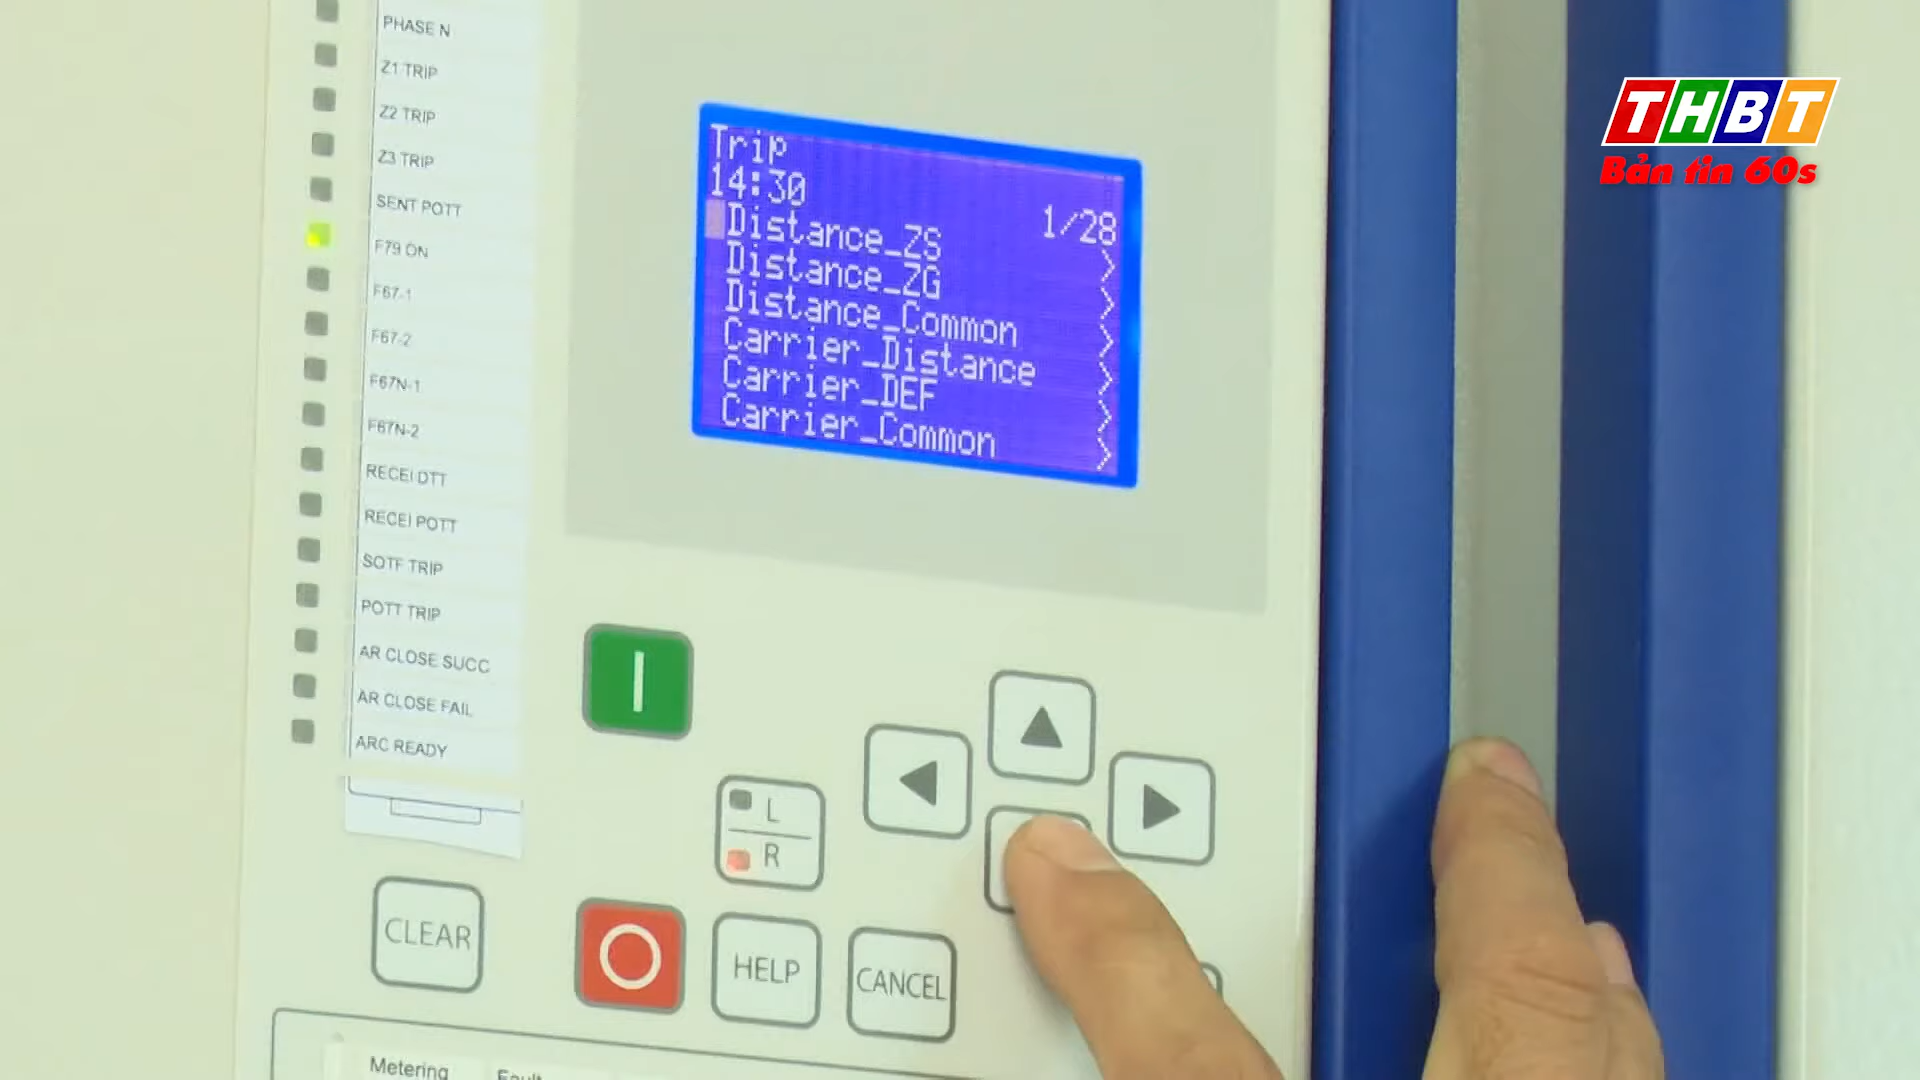 PHASE N
Z1 TRIP
Z2 TRIP
Z3 TRIP
SENT POTT
F79 ON
F67-1
F67-2
F67N-1
F67N-2
RECEI DTT
RECEI POTT
SOTF TRIP
POTT TRIP
AR CLOSE SUCC
AR CLOSE FAIL
ARC READY
Trip
14:30 1/28
Distance_ZS
Distance_ZG
Distance_Common
Carrier_Distance
Carrier_DEF
Carrier_Common
THBT
Bản tin 60s
L
R
CLEAR
HELP
CANCEL
Metering
Fault